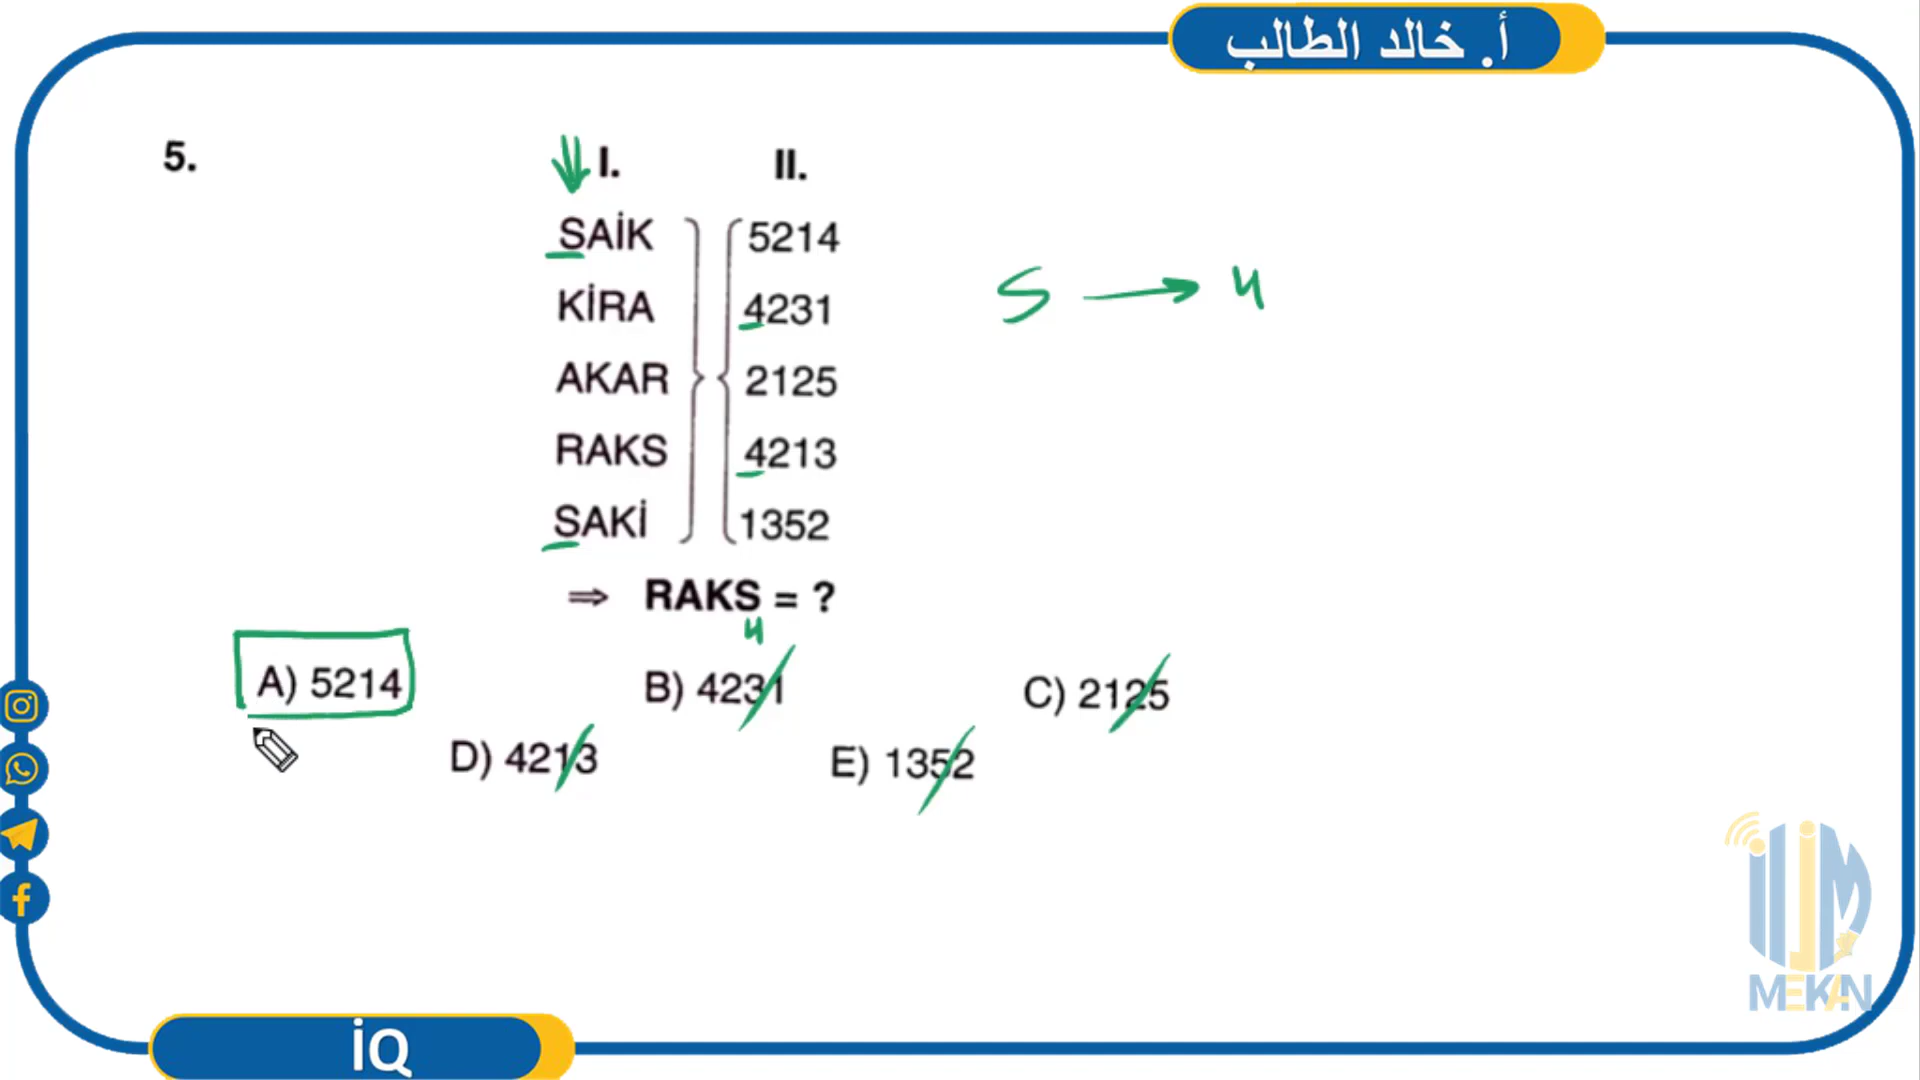 أ. خالد الطالب
5.
I. II.
SAİK 5214
KİRA 4231
AKAR 2125
RAKS 4213
SAKİ 1352
S → 4
⇒ RAKS = ?
4
A) 5214 B) 4231 C) 2125
D) 4213 E) 1352
MEKAN
İQ